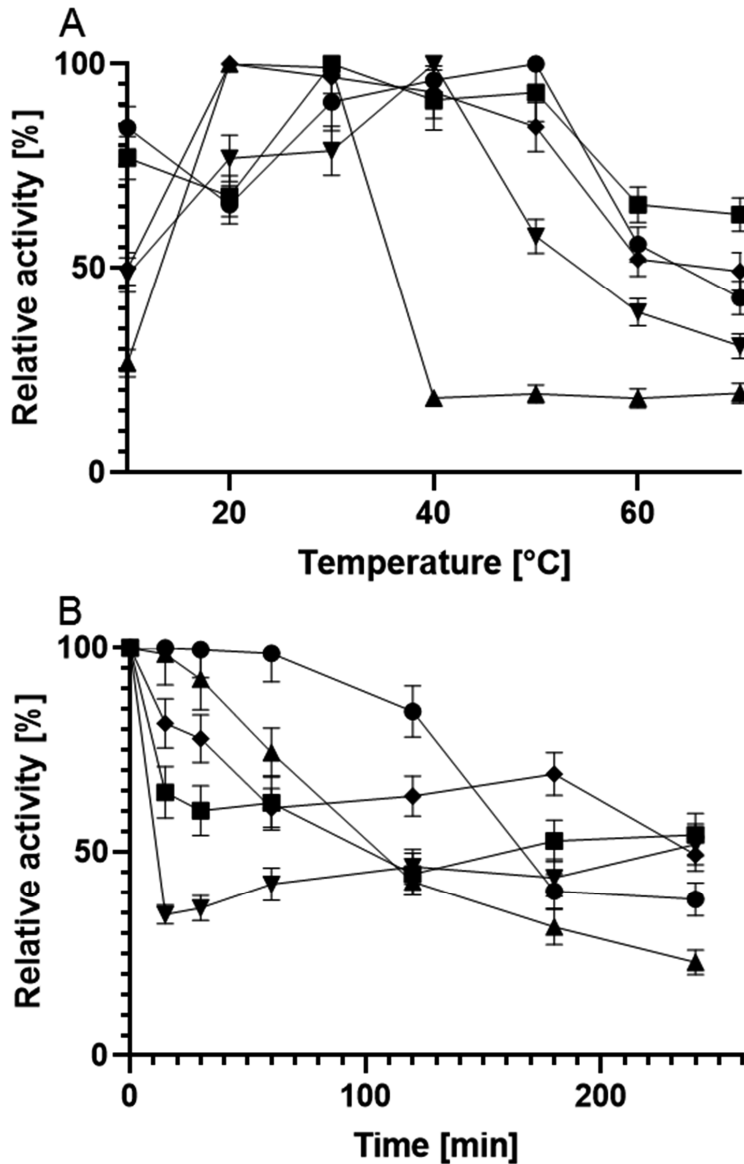 A
100
50
0
Relative activity [%]
20 40 60
Temperature [°C]
B
100
50
0
Relative activity [%]
0 100 200
Time [min]